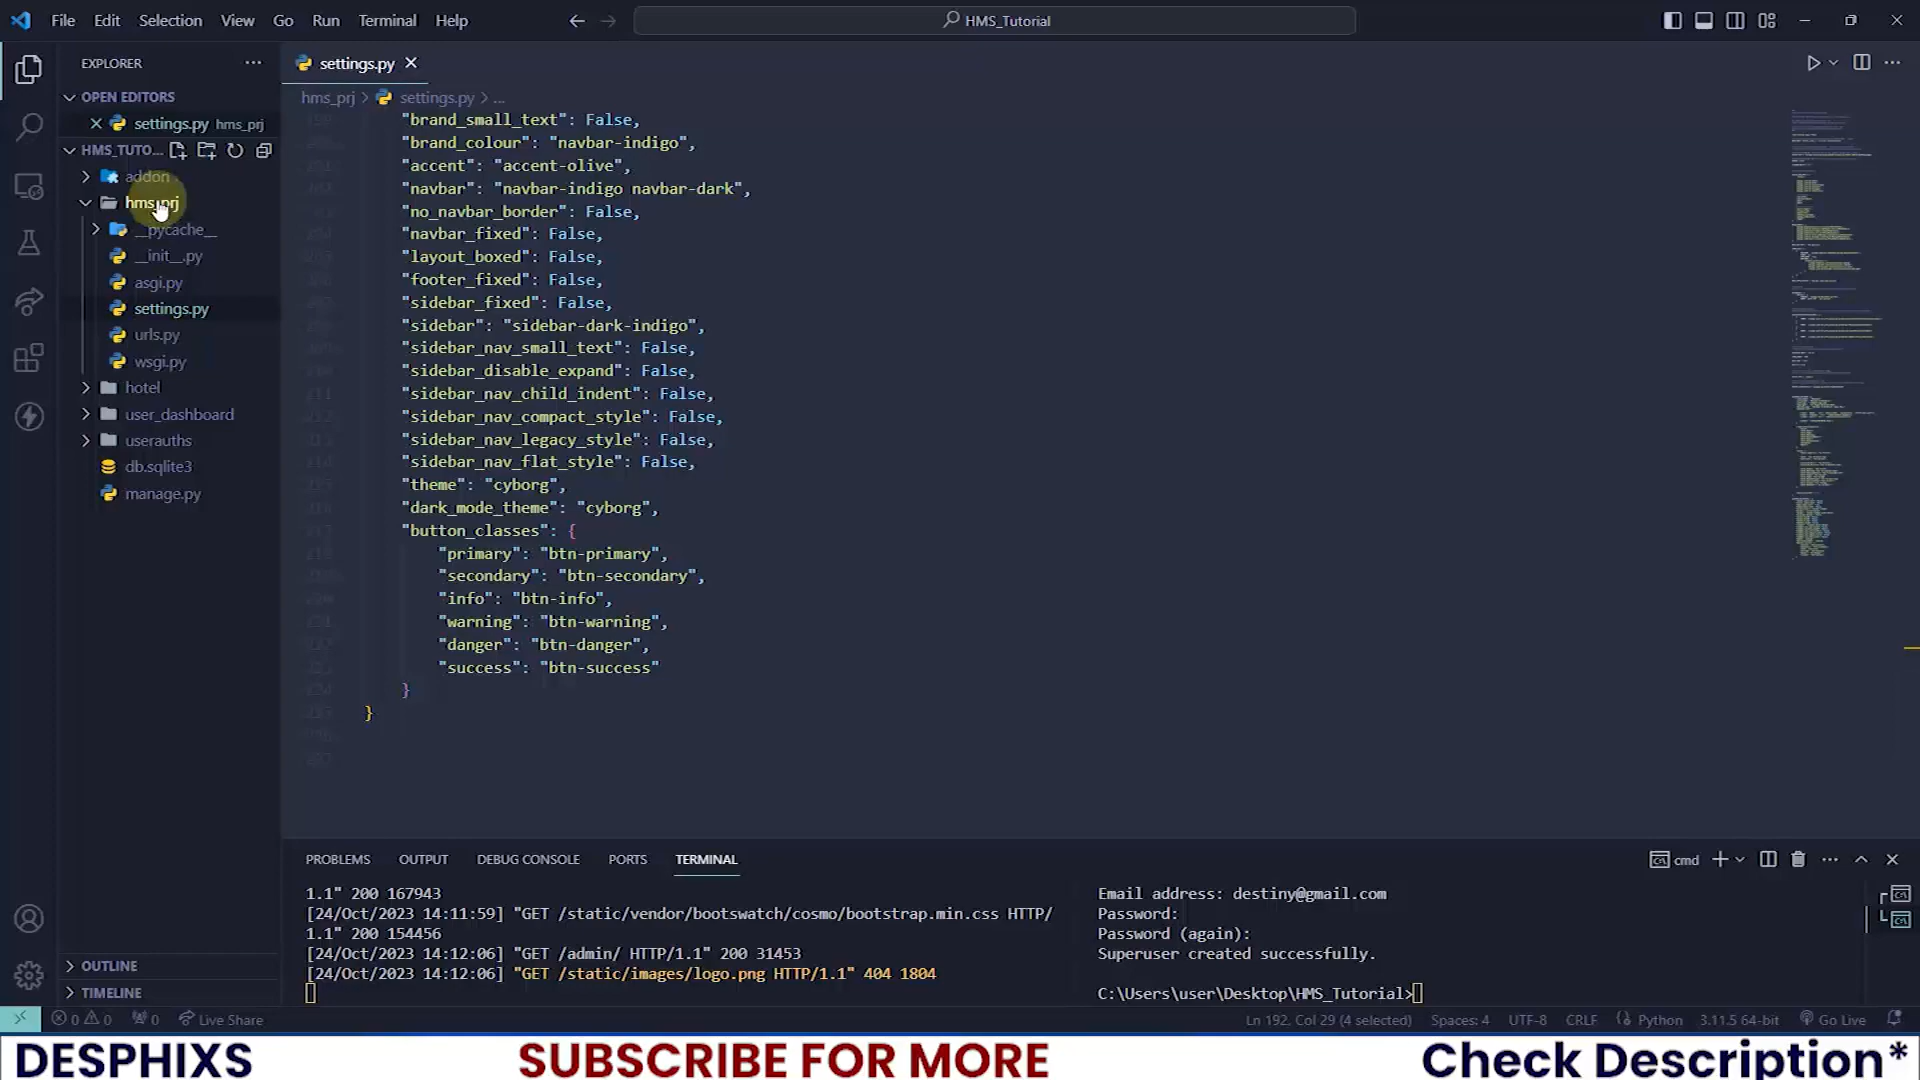 File Edit Selection View Go Run Terminal Help
HMS_Tutorial
EXPLORER
OPEN EDITORS
settings.py hms_prj
HMS_TUTO...
addon
hms_prj
__pycache__
__init__.py
asgi.py
settings.py
urls.py
wsgi.py
hotel
user_dashboard
userauths
db.sqlite3
manage.py
OUTLINE
TIMELINE
settings.py
hms_prj > settings.py > ...
"brand_small_text": False,
"brand_colour": "navbar-indigo",
"accent": "accent-olive",
"navbar": "navbar-indigo navbar-dark",
"no_navbar_border": False,
"navbar_fixed": False,
"layout_boxed": False,
"footer_fixed": False,
"sidebar_fixed": False,
"sidebar": "sidebar-dark-indigo",
"sidebar_nav_small_text": False,
"sidebar_disable_expand": False,
"sidebar_nav_child_indent": False,
"sidebar_nav_compact_style": False,
"sidebar_nav_legacy_style": False,
"sidebar_nav_flat_style": False,
"theme": "cyborg",
"dark_mode_theme": "cyborg",
"button_classes": {
"primary": "btn-primary",
"secondary": "btn-secondary",
"info": "btn-info",
"warning": "btn-warning",
"danger": "btn-danger",
"success": "btn-success"
}
}
PROBLEMS OUTPUT DEBUG CONSOLE PORTS TERMINAL
cmd
1.1" 200 167943
[24/Oct/2023 14:11:59] "GET /static/vendor/bootswatch/cosmo/bootstrap.min.css HTTP/
1.1" 200 154456
[24/Oct/2023 14:12:06] "GET /admin/ HTTP/1.1" 200 31453
[24/Oct/2023 14:12:06] "GET /static/images/logo.png HTTP/1.1" 404 1804
Email address: destiny@gmail.com
Password:
Password (again):
Superuser created successfully.
C:\Users\user\Desktop\HMS_Tutorial>
0 0 0 Live Share
Ln 192, Col 29 (4 selected) Spaces: 4 UTF-8 CRLF Python 3.11.5 64-bit Go Live
DESPHIXS SUBSCRIBE FOR MORE Check Description*